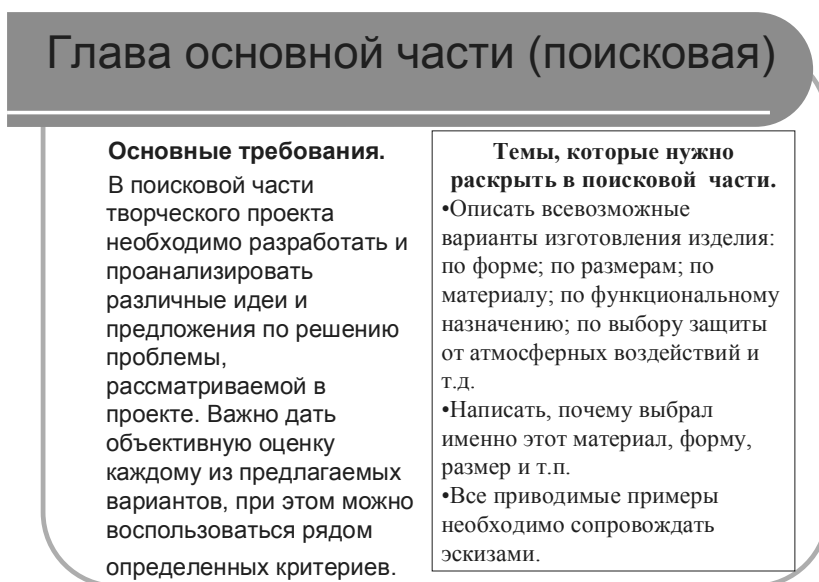 Глава основной части (поисковая)
Основные требования.
В поисковой части
творческого проекта
необходимо разработать и
проанализировать
различные идеи и
предложения по решению
проблемы,
рассматриваемой в
проекте. Важно дать
объективную оценку
каждому из предлагаемых
вариантов, при этом можно
воспользоваться рядом
определенных критериев.
Темы, которые нужно
раскрыть в поисковой части.
•Описать всевозможные
варианты изготовления изделия:
по форме; по размерам; по
материалу; по функциональному
назначению; по выбору защиты
от атмосферных воздействий и
т.д.
•Написать, почему выбрал
именно этот материал, форму,
размер и т.п.
•Все приводимые примеры
необходимо сопровождать
эскизами.